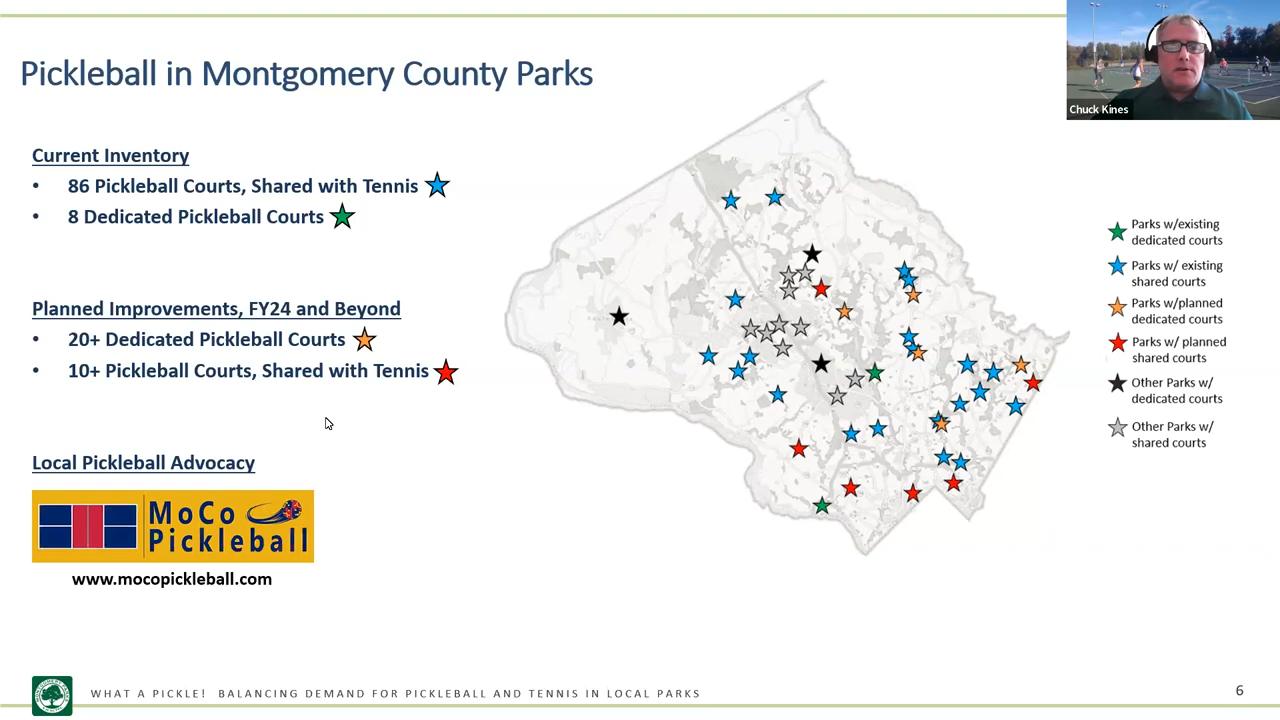 Pickleball in Montgomery County Parks
Chuck Kines
Current Inventory
• 86 Pickleball Courts, Shared with Tennis
• 8 Dedicated Pickleball Courts
Planned Improvements, FY24 and Beyond
• 20+ Dedicated Pickleball Courts
• 10+ Pickleball Courts, Shared with Tennis
Local Pickleball Advocacy
MoCo
Pickleball
www.mocopickleball.com
Parks w/existing
dedicated courts
Parks w/ existing
shared courts
Parks w/planned
dedicated courts
Parks w/ planned
shared courts
Other Parks w/
dedicated courts
Other Parks w/
shared courts
WHAT A PICKLE! BALANCING DEMAND FOR PICKLEBALL AND TENNIS IN LOCAL PARKS
6